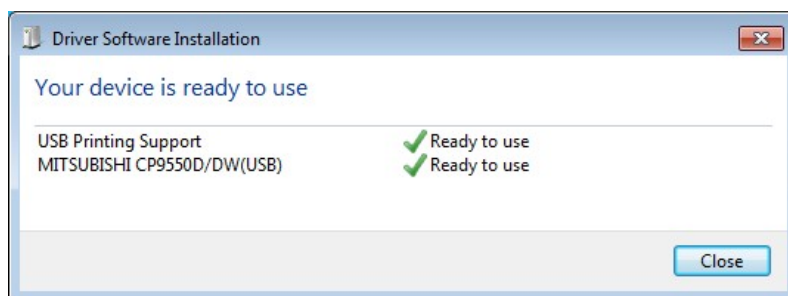 Driver Software Installation
Your device is ready to use
USB Printing Support Ready to use
MITSUBISHI CP9550D/DW(USB) Ready to use
Close